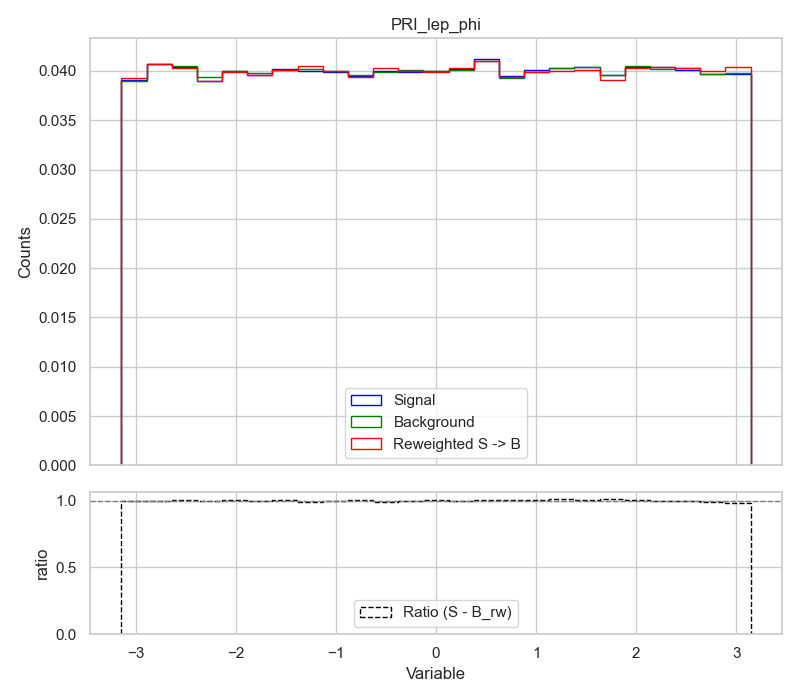 PRI_lep_phi
0.040
0.035
0.030
0.025
0.020
0.015
0.010
0.005
0.000
Counts
Signal
Background
Reweighted S -> B
1.0
0.5
0.0
ratio
Ratio (S - B_rw)
−3 −2 −1 0 1 2 3
Variable